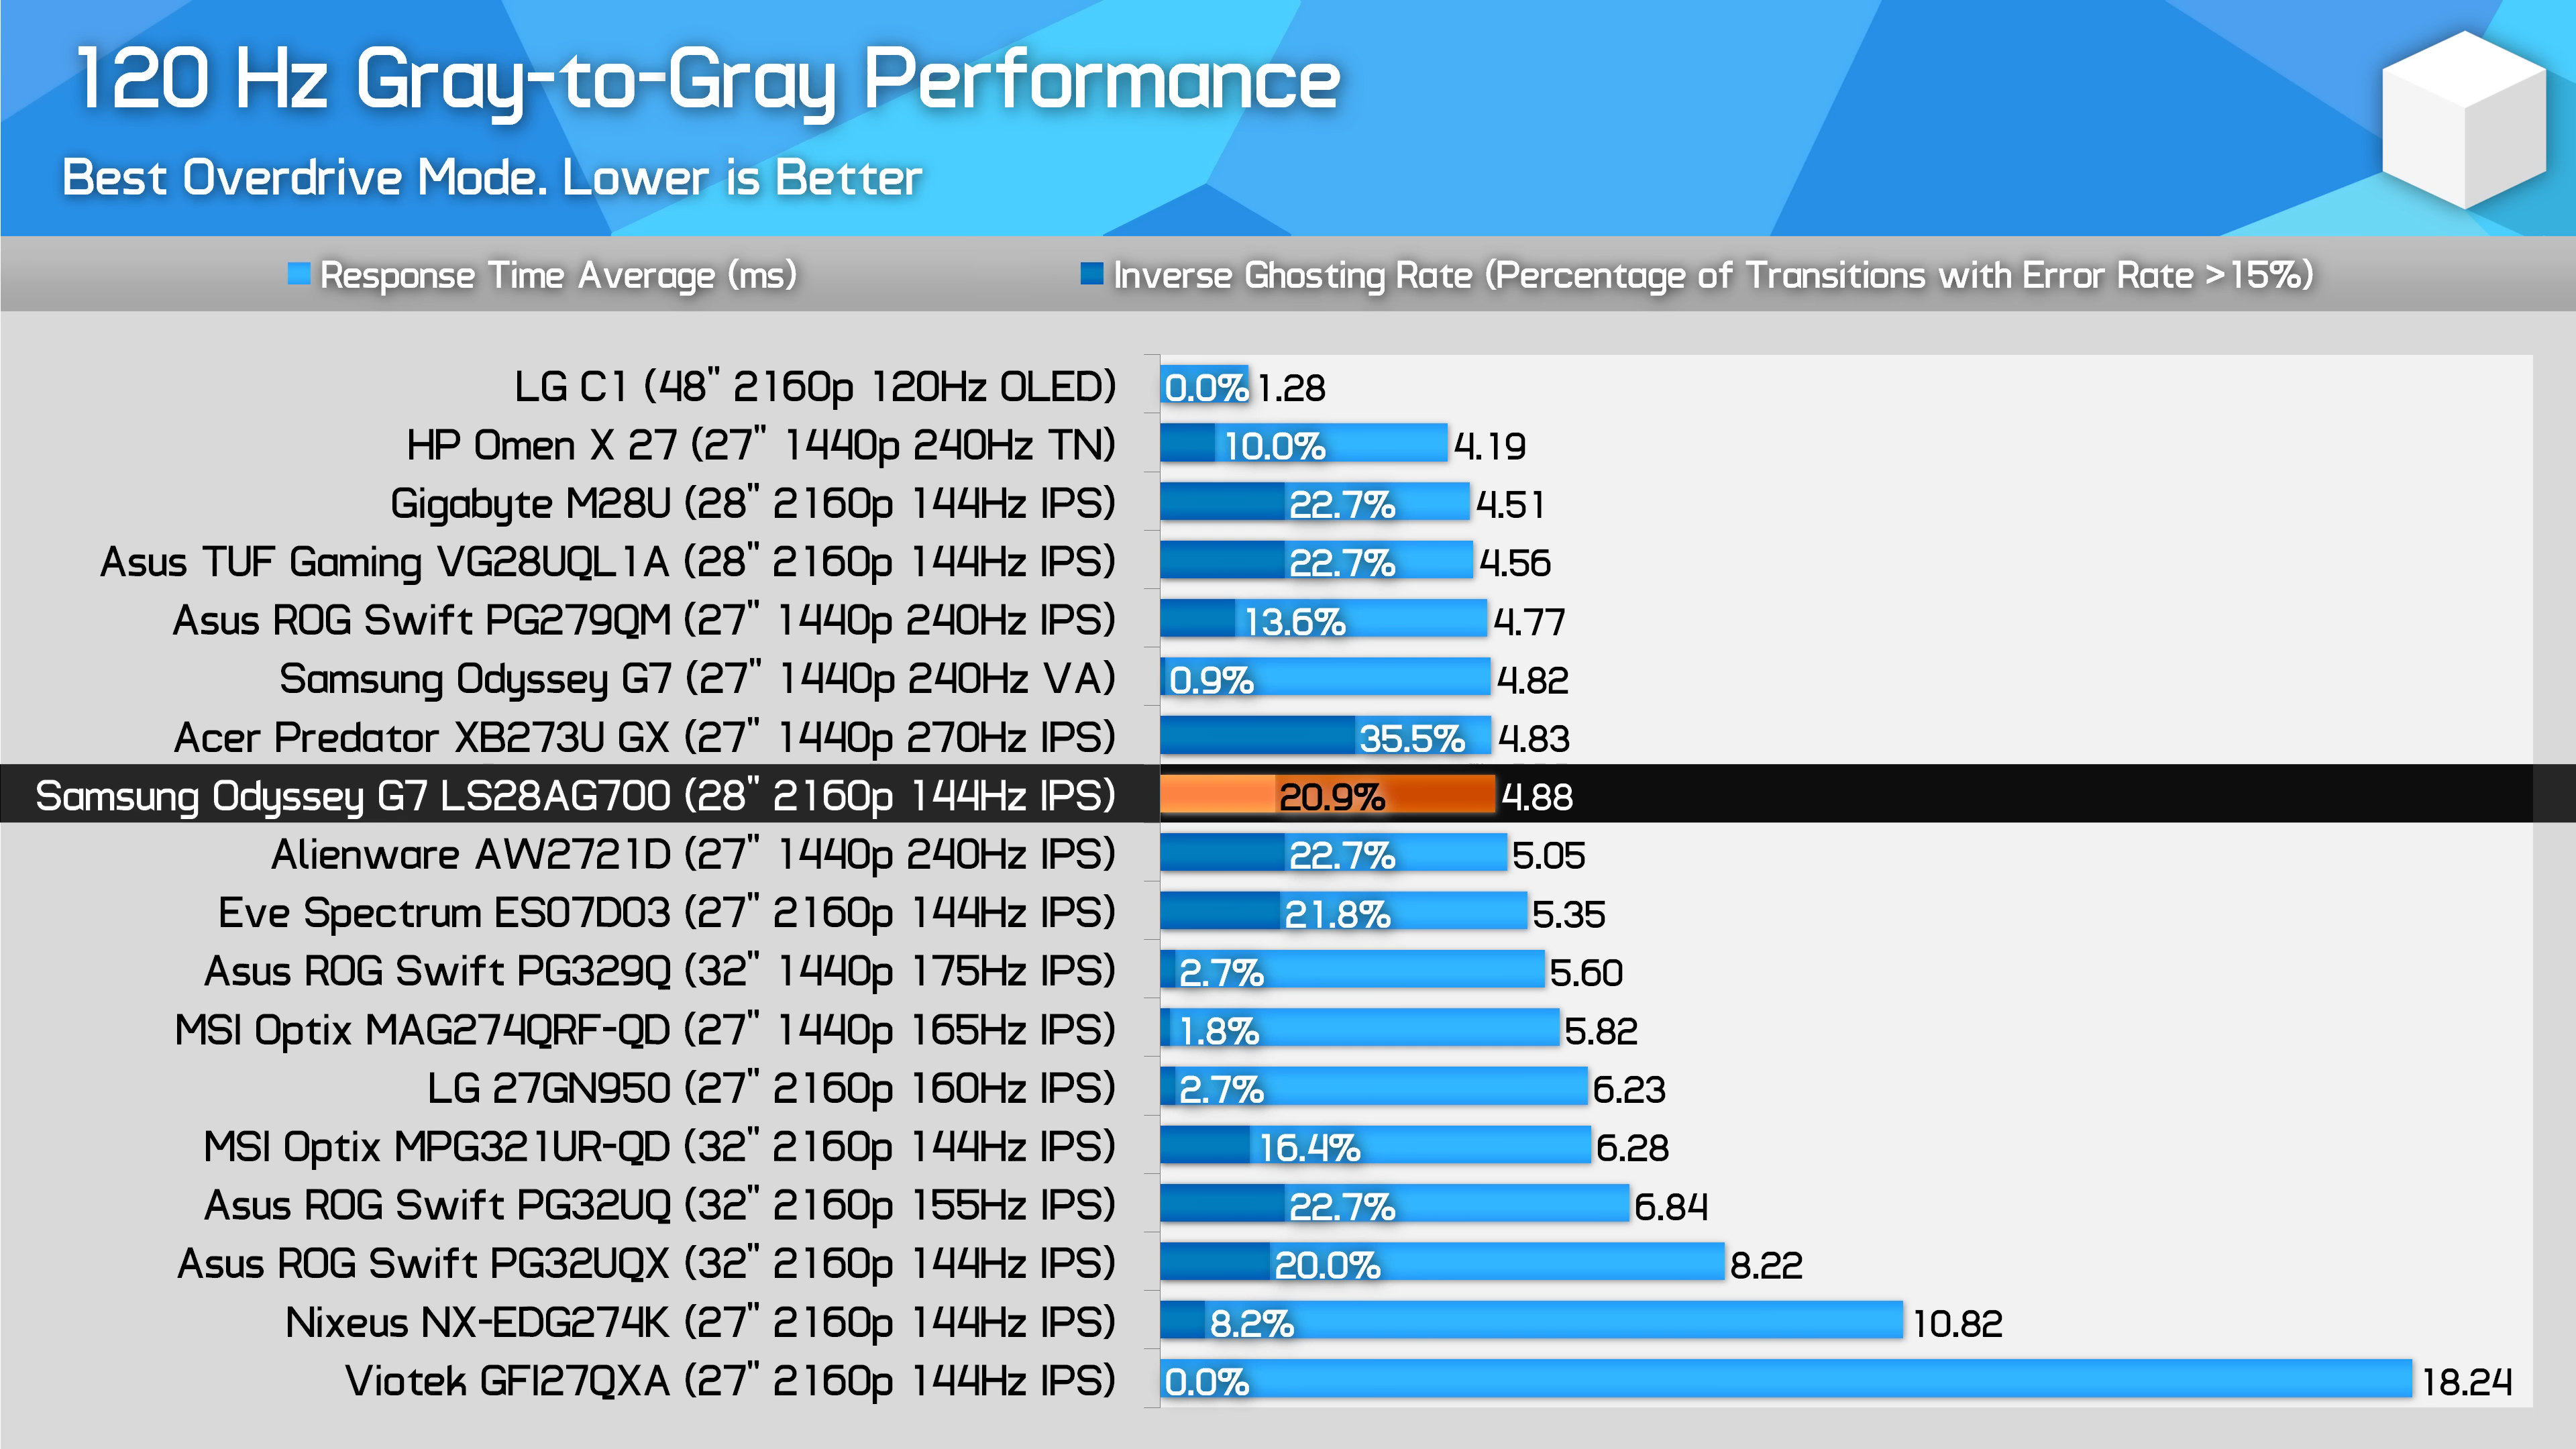 120 Hz Gray-to-Gray Performance
Best Overdrive Mode. Lower is Better
Response Time Average (ms) Inverse Ghosting Rate (Percentage of Transitions with Error Rate >15%)
LG C1 (48" 2160p 120Hz OLED) 0.0% 1.28
HP Omen X 27 (27" 1440p 240Hz TN) 10.0% 4.19
Gigabyte M28U (28" 2160p 144Hz IPS) 22.7% 4.51
Asus TUF Gaming VG28UQL1A (28" 2160p 144Hz IPS) 22.7% 4.56
Asus ROG Swift PG279QM (27" 1440p 240Hz IPS) 13.6% 4.77
Samsung Odyssey G7 (27" 1440p 240Hz VA) 0.9% 4.82
Acer Predator XB273U GX (27" 1440p 270Hz IPS) 35.5% 4.83
Samsung Odyssey G7 LS28AG700 (28" 2160p 144Hz IPS) 20.9% 4.88
Alienware AW2721D (27" 1440p 240Hz IPS) 22.7% 5.05
Eve Spectrum ES07D03 (27" 2160p 144Hz IPS) 21.8% 5.35
Asus ROG Swift PG329Q (32" 1440p 175Hz IPS) 2.7% 5.60
MSI Optix MAG274QRF-QD (27" 1440p 165Hz IPS) 1.8% 5.82
LG 27GN950 (27" 2160p 160Hz IPS) 2.7% 6.23
MSI Optix MPG321UR-QD (32" 2160p 144Hz IPS) 16.4% 6.28
Asus ROG Swift PG32UQ (32" 2160p 155Hz IPS) 22.7% 6.84
Asus ROG Swift PG32UQX (32" 2160p 144Hz IPS) 20.0% 8.22
Nixeus NX-EDG274K (27" 2160p 144Hz IPS) 8.2% 10.82
Viotek GFI27QXA (27" 2160p 144Hz IPS) 0.0% 18.24